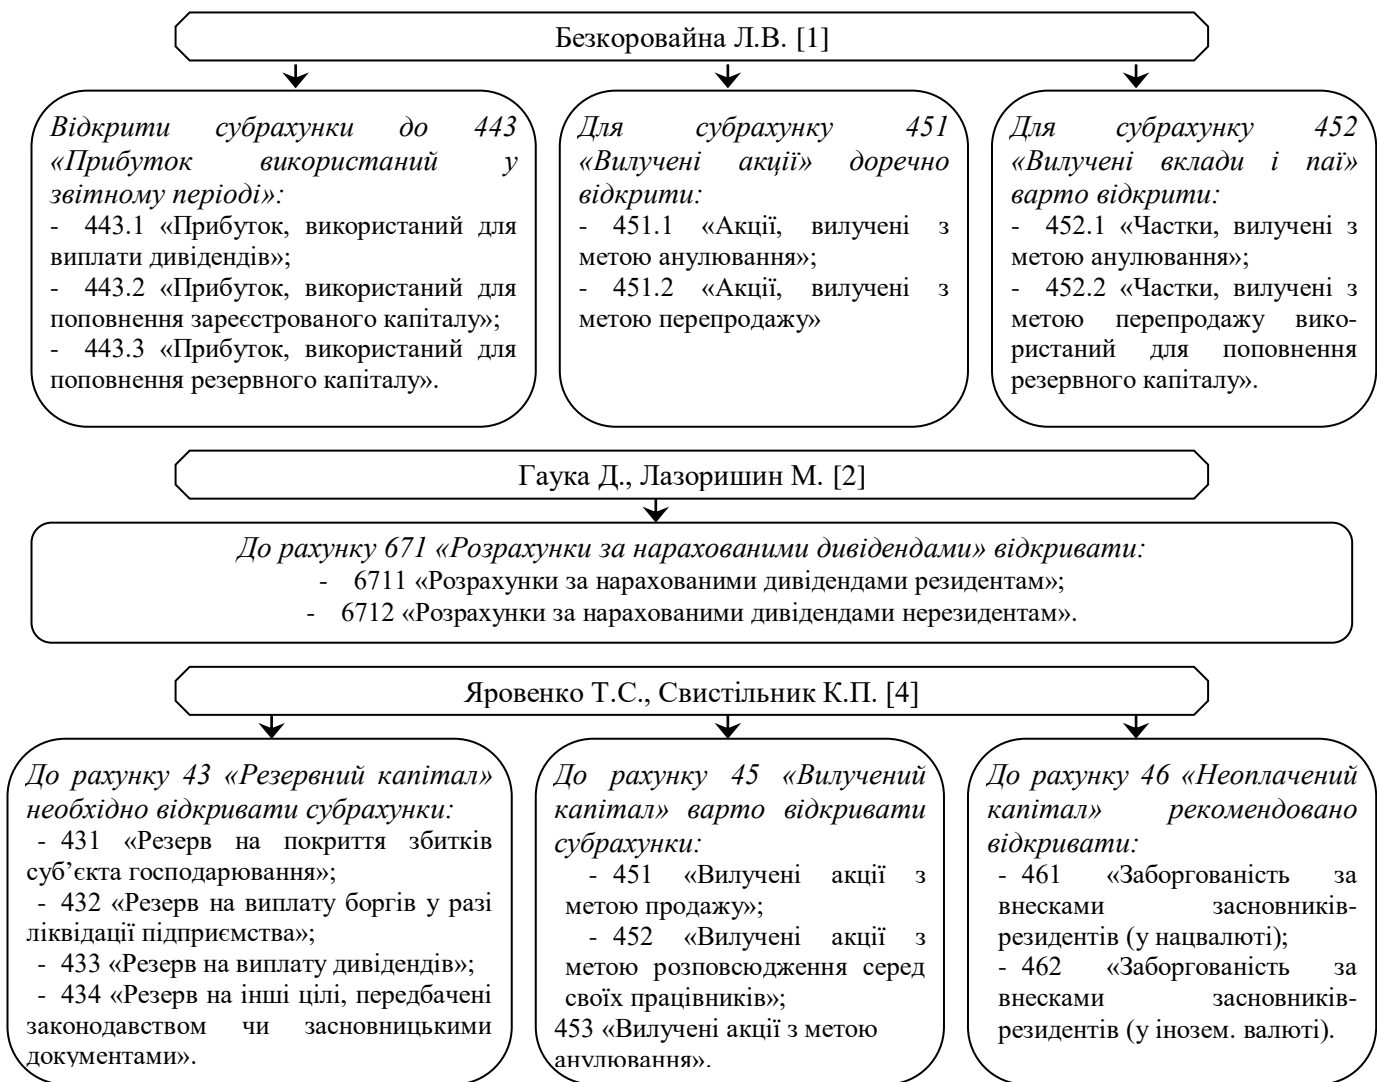 Безкоровайна Л.В. [1]
Відкрити субрахунки до 443
«Прибуток використаний у
звітному періоді»:
- 443.1 «Прибуток, використаний для
виплати дивідендів»;
- 443.2 «Прибуток, використаний для
поповнення зареєстрованого капіталу»;
- 443.3 «Прибуток, використаний для
поповнення резервного капіталу».
Для субрахунку 451
«Вилучені акції» доречно
відкрити:
- 451.1 «Акції, вилучені з
метою анулювання»;
- 451.2 «Акції, вилучені з
метою перепродажу»
Для субрахунку 452
«Вилучені вклади і паї»
варто відкрити:
- 452.1 «Частки, вилучені з
метою анулювання»;
- 452.2 «Частки, вилучені з
метою перепродажу вико-
ристаний для поповнення
резервного капіталу».
Гаука Д., Лазоришин М. [2]
До рахунку 671 «Розрахунки за нарахованими дивідендами» відкривати:
- 6711 «Розрахунки за нарахованими дивідендами резидентам»;
- 6712 «Розрахунки за нарахованими дивідендами нерезидентам».
Яровенко Т.С., Свистільник К.П. [4]
До рахунку 43 «Резервний капітал»
необхідно відкривати субрахунки:
- 431 «Резерв на покриття збитків
суб’єкта господарювання»;
- 432 «Резерв на виплату боргів у разі
ліквідації підприємства»;
- 433 «Резерв на виплату дивідендів»;
- 434 «Резерв на інші цілі, передбачені
законодавством чи засновницькими
документами».
До рахунку 45 «Вилучений
капітал» варто відкривати
субрахунки:
- 451 «Вилучені акції з
метою продажу»;
- 452 «Вилучені акції з
метою розповсюдження серед
своїх працівників»;
453 «Вилучені акції з метою
анулювання».
До рахунку 46 «Неоплачений
капітал» рекомендовано
відкривати:
- 461 «Заборгованість за
внесками засновників-
резидентів (у нацвалюті);
- 462 «Заборгованість за
внесками засновників-
резидентів (у інозем. валюті).